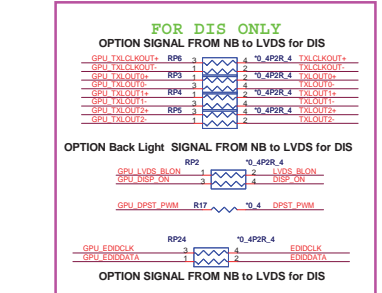 FOR DIS ONLY
OPTION SIGNAL FROM NB to LVDS for DIS
GPU_TXLCLKOUT+ RP6 3 4 *0_4P2R_4 TXLCLKOUT+
GPU_TXLCLKOUT- 1 2 TXLCLKOUT-
GPU_TXLOUT0+ RP3 3 4 *0_4P2R_4 TXLOUT0+
GPU_TXLOUT0- 1 2 TXLOUT0-
GPU_TXLOUT1+ RP4 3 4 *0_4P2R_4 TXLOUT1+
GPU_TXLOUT1- 1 2 TXLOUT1-
GPU_TXLOUT2+ RP5 3 4 *0_4P2R_4 TXLOUT2+
GPU_TXLOUT2- 1 2 TXLOUT2-
OPTION Back Light SIGNAL FROM NB to LVDS for DIS
RP2 *0_4P2R_4
GPU_LVDS_BLON 1 2 LVDS_BLON
GPU_DISP_ON 3 4 DISP_ON
GPU_DPST_PWM R17 *0_4 DPST_PWM
RP24 *0_4P2R_4
GPU_EDIDCLK 3 4 EDIDCLK
GPU_EDIDDATA 1 2 EDIDDATA
OPTION SIGNAL FROM NB to LVDS for DIS